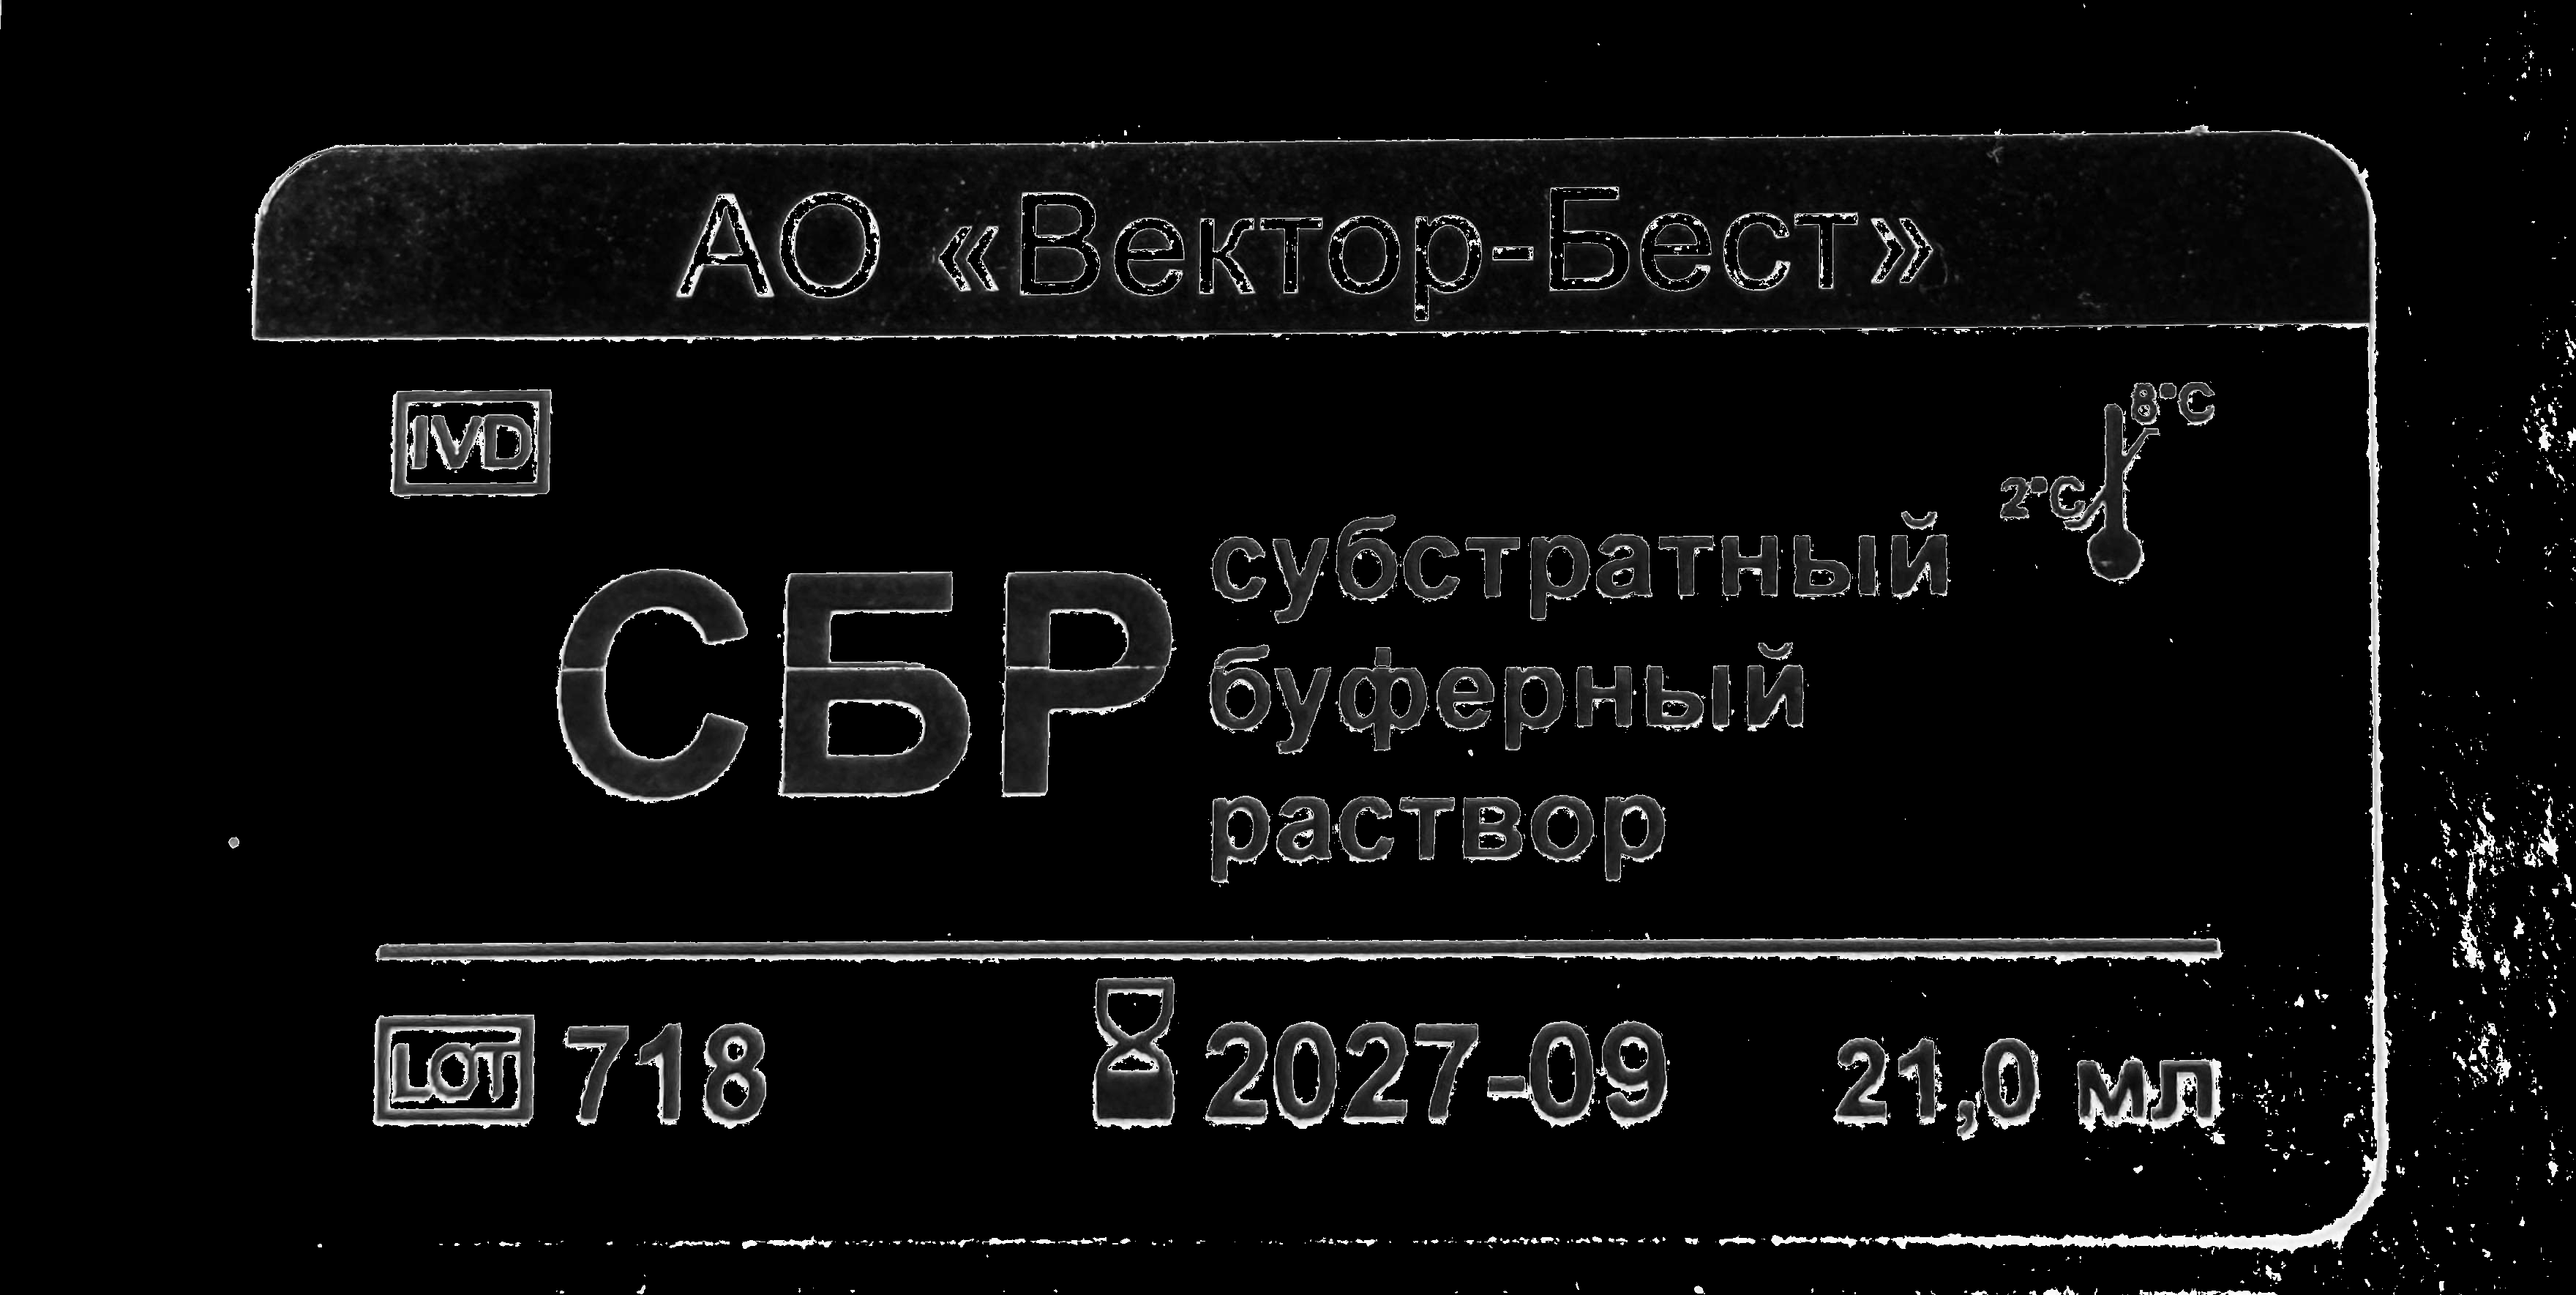 АО «Вектор-Бест»
IVD
8°C
2°C
СБР
субстратный
буферный
раствор
LOT 718
2027-09
21,0 мл